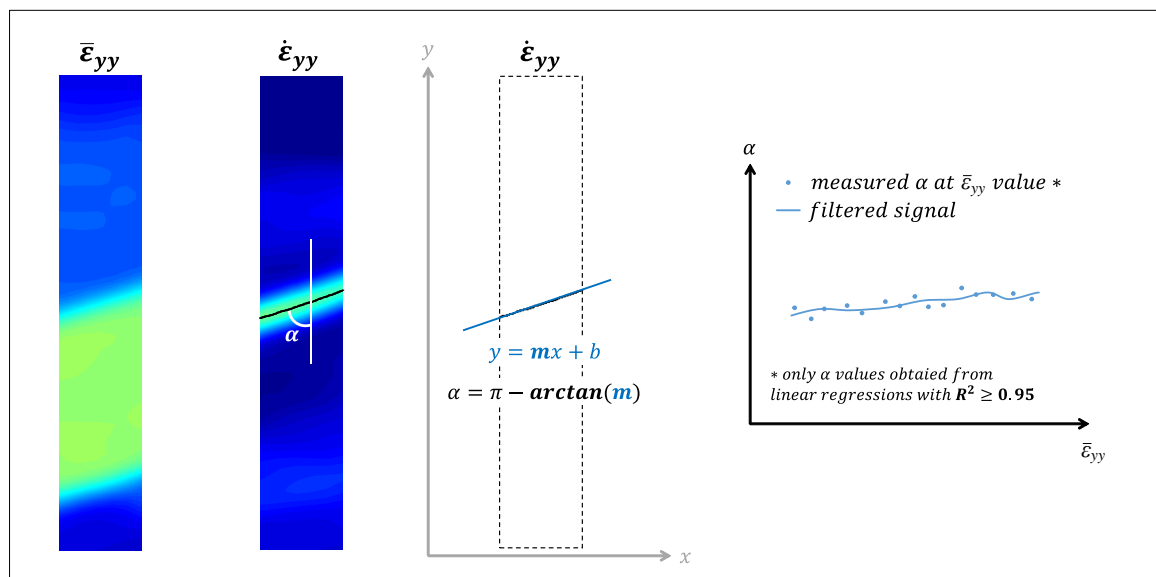 ε̄yy
ε̇yy
α
ε̇yy
y
x
y = mx + b
α = π − arctan(m)
α
measured α at ε̄yy value *
filtered signal
* only α values obtaied from
linear regressions with R² ≥ 0.95
ε̄yy